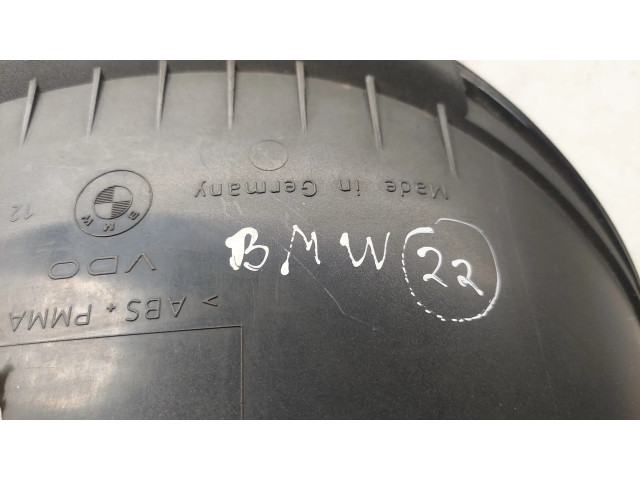 Made in Germany
BMW
12
BMW 22
VDO
> ABS + PMMA